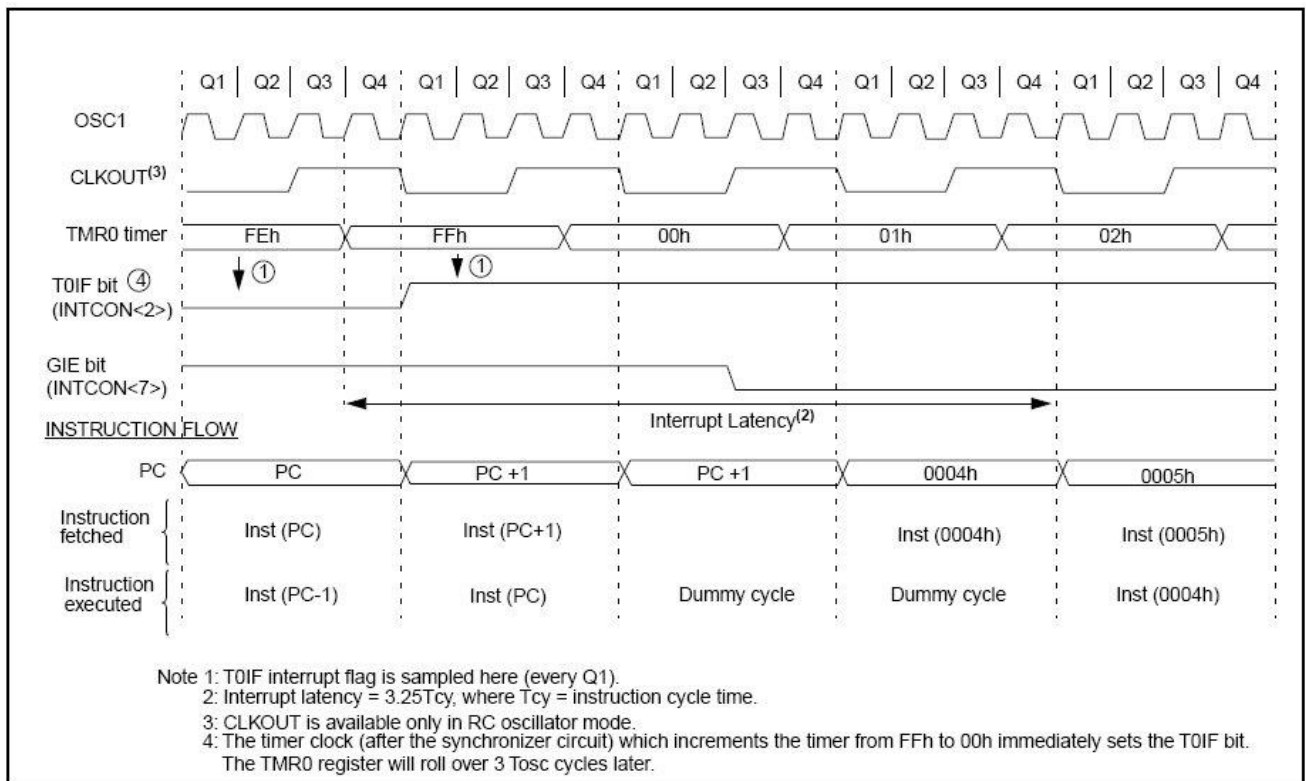 Q1 Q2 Q3 Q4 Q1 Q2 Q3 Q4 Q1 Q2 Q3 Q4 Q1 Q2 Q3 Q4 Q1 Q2 Q3 Q4
OSC1
CLKOUT(3)
TMR0 timer FEh FFh 00h 01h 02h
① ①
T0IF bit ④
(INTCON<2>)
GIE bit
(INTCON<7>)
Interrupt Latency(2)
INSTRUCTION FLOW
PC PC PC +1 PC +1 0004h 0005h
Instruction
fetched Inst (PC) Inst (PC+1) Inst (0004h) Inst (0005h)
Instruction
executed Inst (PC-1) Inst (PC) Dummy cycle Dummy cycle Inst (0004h)
Note 1: T0IF interrupt flag is sampled here (every Q1).
2: Interrupt latency = 3.25Tcy, where Tcy = instruction cycle time.
3: CLKOUT is available only in RC oscillator mode.
4: The timer clock (after the synchronizer circuit) which increments the timer from FFh to 00h immediately sets the T0IF bit.
The TMR0 register will roll over 3 Tosc cycles later.